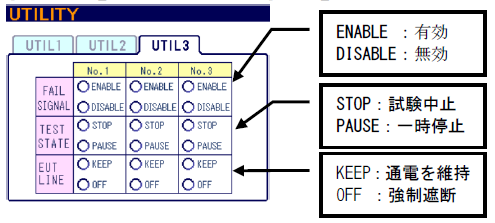 UTILITY
UTIL1 UTIL2 UTIL3
No.1 No.2 No.3
FAIL SIGNAL
ENABLE ENABLE ENABLE
DISABLE DISABLE DISABLE
TEST STATE
STOP STOP STOP
PAUSE PAUSE PAUSE
EUT LINE
KEEP KEEP KEEP
OFF OFF OFF
ENABLE :有効
DISABLE:無効
STOP:試験中止
PAUSE:一時停止
KEEP:通電を維持
OFF :強制遮断